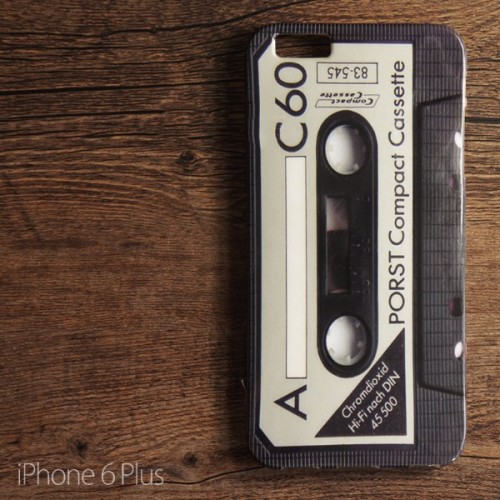 83-545
Compact
Cassette
C60
A
PORST Compact Cassette
Chromdioxid
Hi-Fi nach DIN
45 500
iPhone 6 Plus